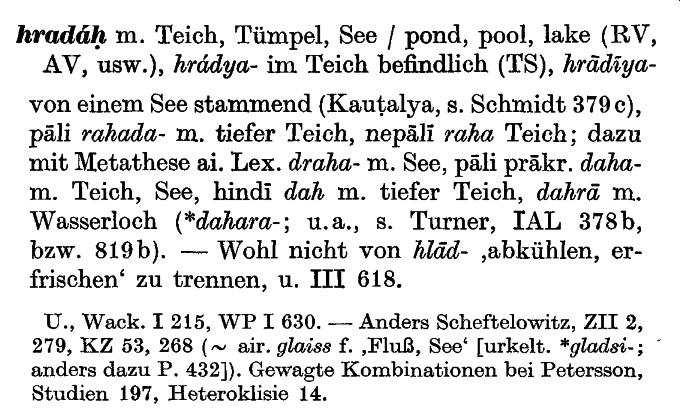 hradáḥ m. Teich, Tümpel, See / pond, pool, lake (RV,
AV, usw.), hrádya- im Teich befindlich (TS), hrādīya-
von einem See stammend (Kauṭalya, s. Schmidt 379c),
pāli rahada- m. tiefer Teich, nepālī raha Teich; dazu
mit Metathese ai. Lex. draha- m. See, pāli prākr. daha-
m. Teich, See, hindī dah m. tiefer Teich, dahrā m.
Wasserloch (*dahara-; u.a., s. Turner, IAL 378b,
bzw. 819b). — Wohl nicht von hlād- ‚abkühlen, er-
frischen‘ zu trennen, u. III 618.
U., Wack. I 215, WP I 630. — Anders Scheftelowitz, ZII 2,
279, KZ 53, 268 (~ air. glaiss f. ‚Fluß, See‘ [urkelt. *gladsi-;
anders dazu P. 432]). Gewagte Kombinationen bei Petersson,
Studien 197, Heteroklisie 14.